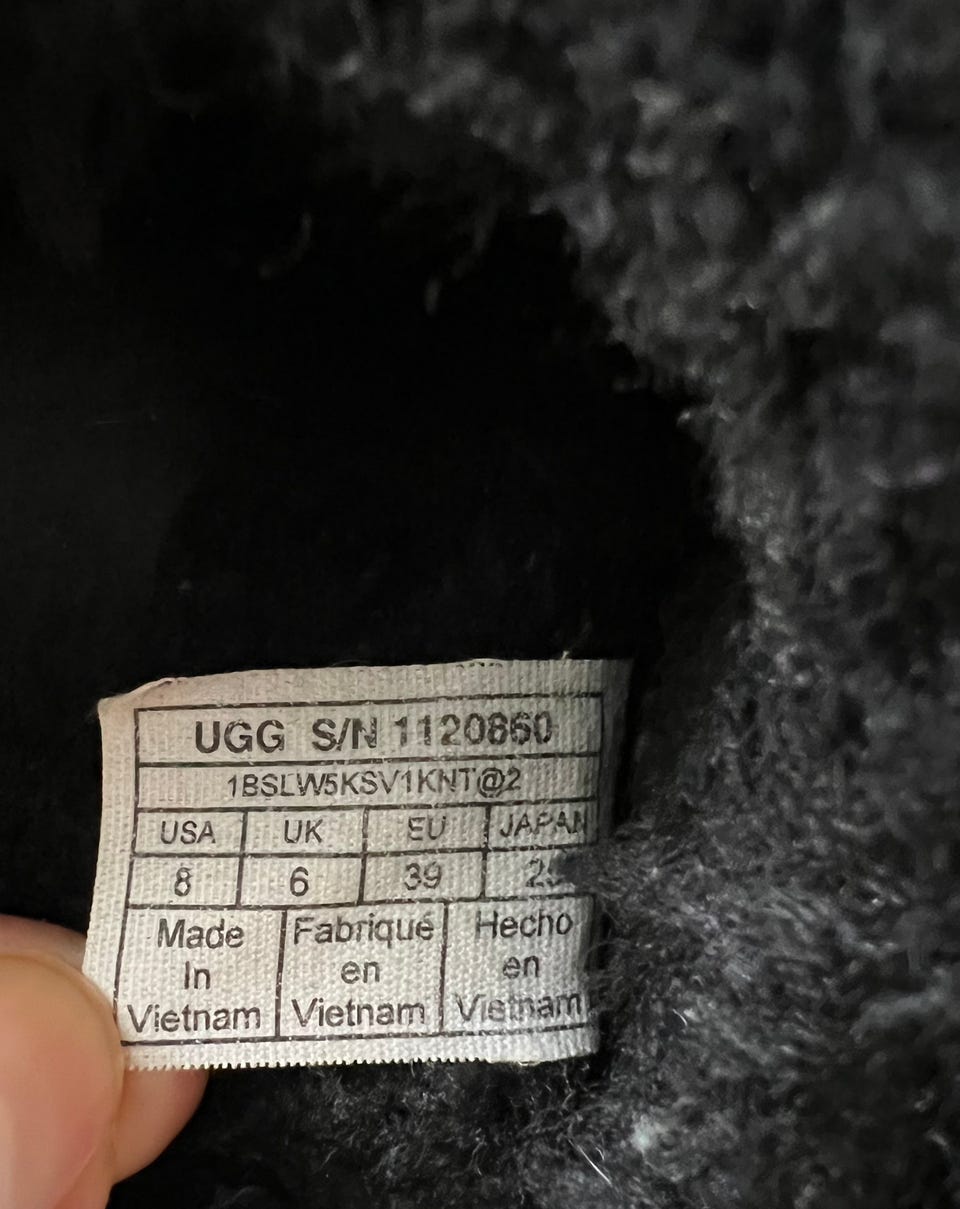 UGG S/N 1120860
1BSLW5KSV1KNT@2
USA UK EU JAPAN
8 6 39
Made Fabriqué Hecho
In en en
Vietnam Vietnam Vietnam